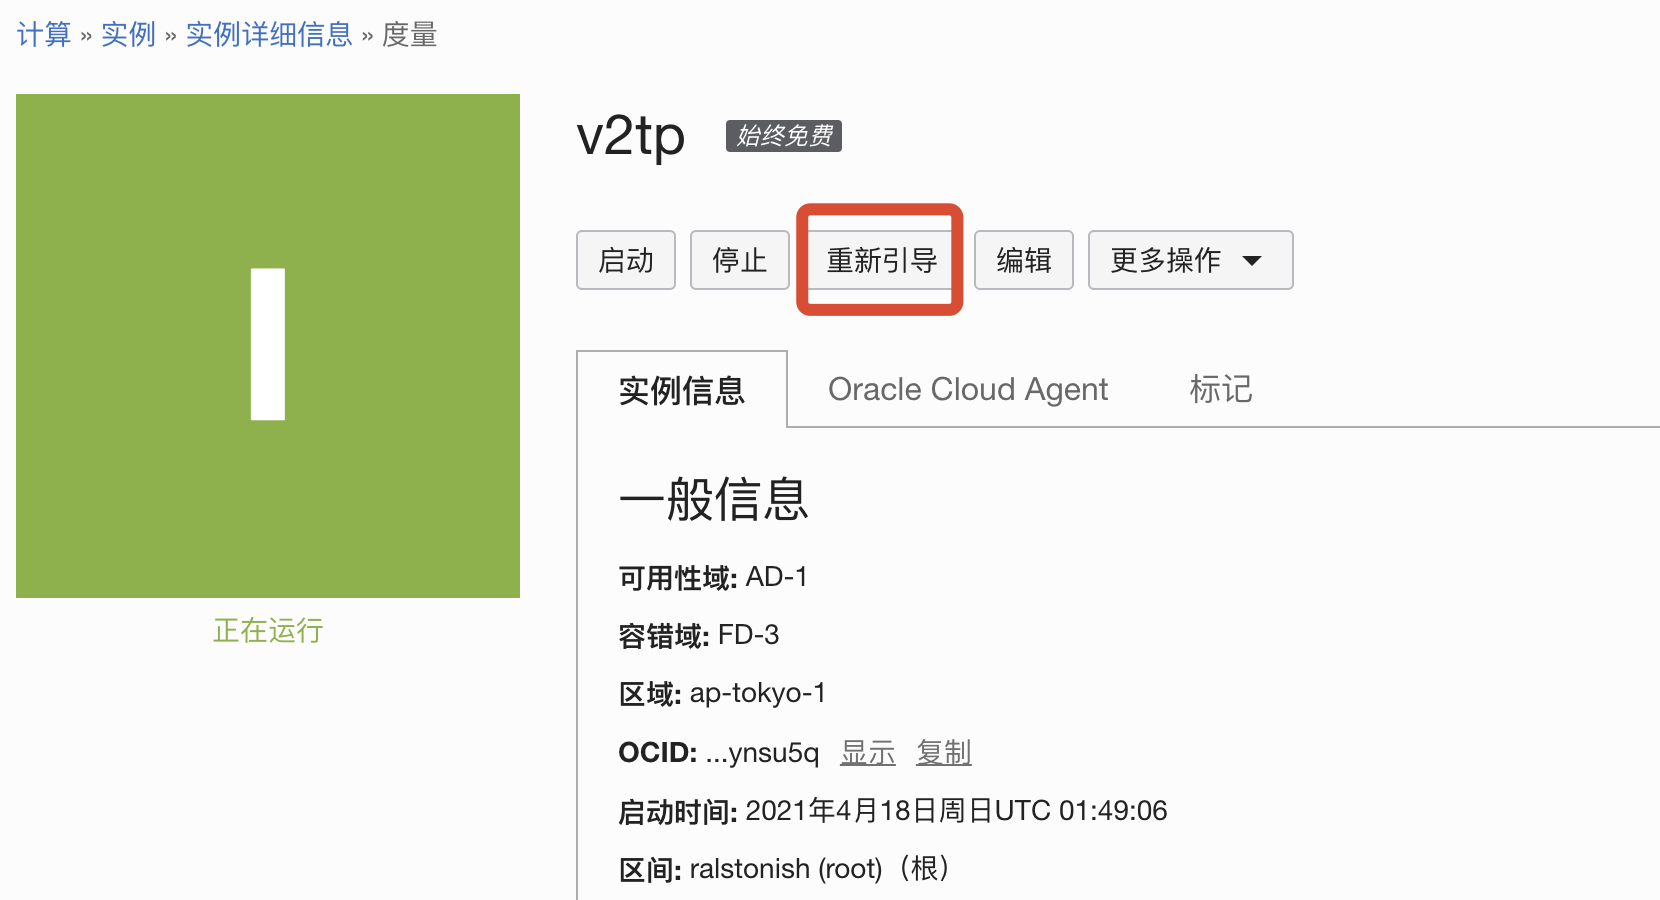 计算 » 实例 » 实例详细信息 » 度量
I
正在运行
v2tp 始终免费
启动 停止 重新引导 编辑 更多操作
实例信息 Oracle Cloud Agent 标记
一般信息
可用性域: AD-1
容错域: FD-3
区域: ap-tokyo-1
OCID: ...ynsu5q 显示 复制
启动时间: 2021年4月18日周日UTC 01:49:06
区间: ralstonish (root)（根）